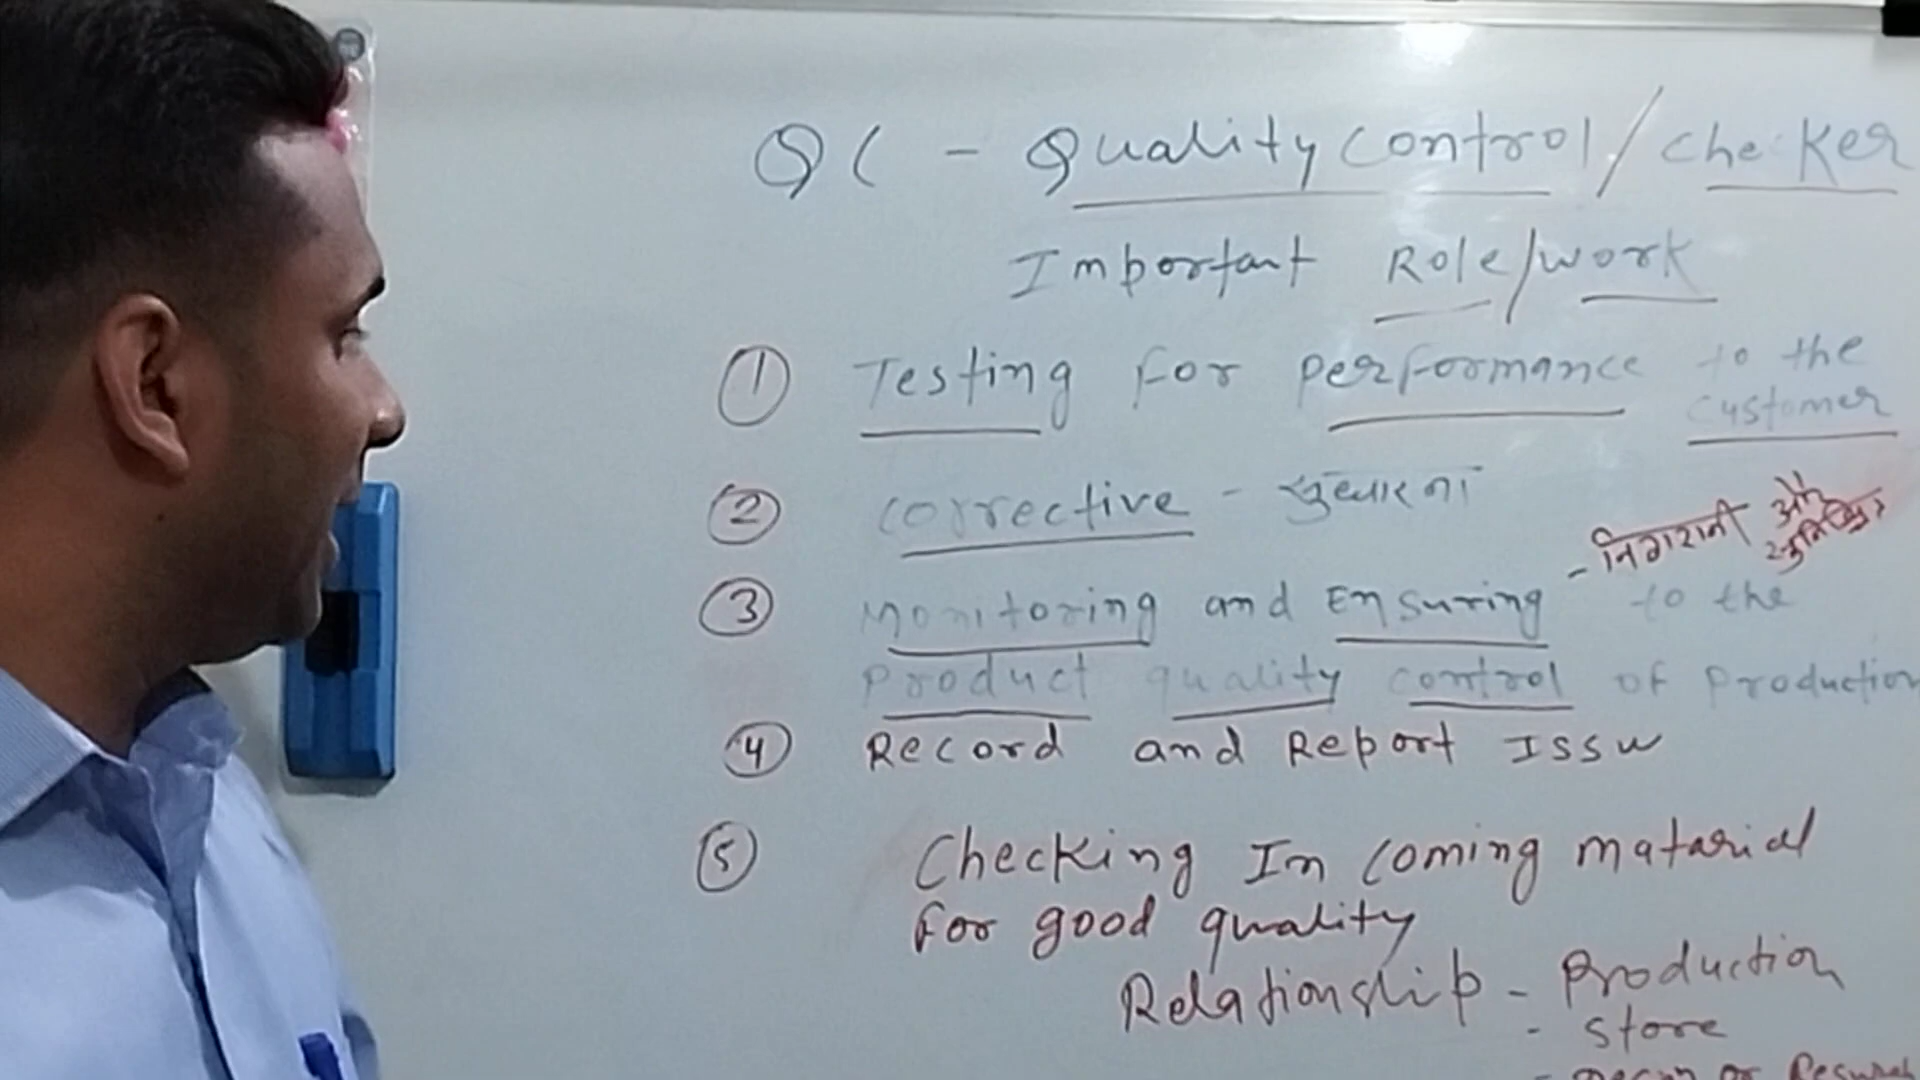 QC - Quality control/checker
Important Role/work
① Testing for performance to the
customer
② corrective - सुधारना
- निगरानी और
③ Monitoring and Ensuring to the
product quality control of production
④ Record and Report Issu
⑤ Checking In coming matarial
for good quality
Relationship - production
- store